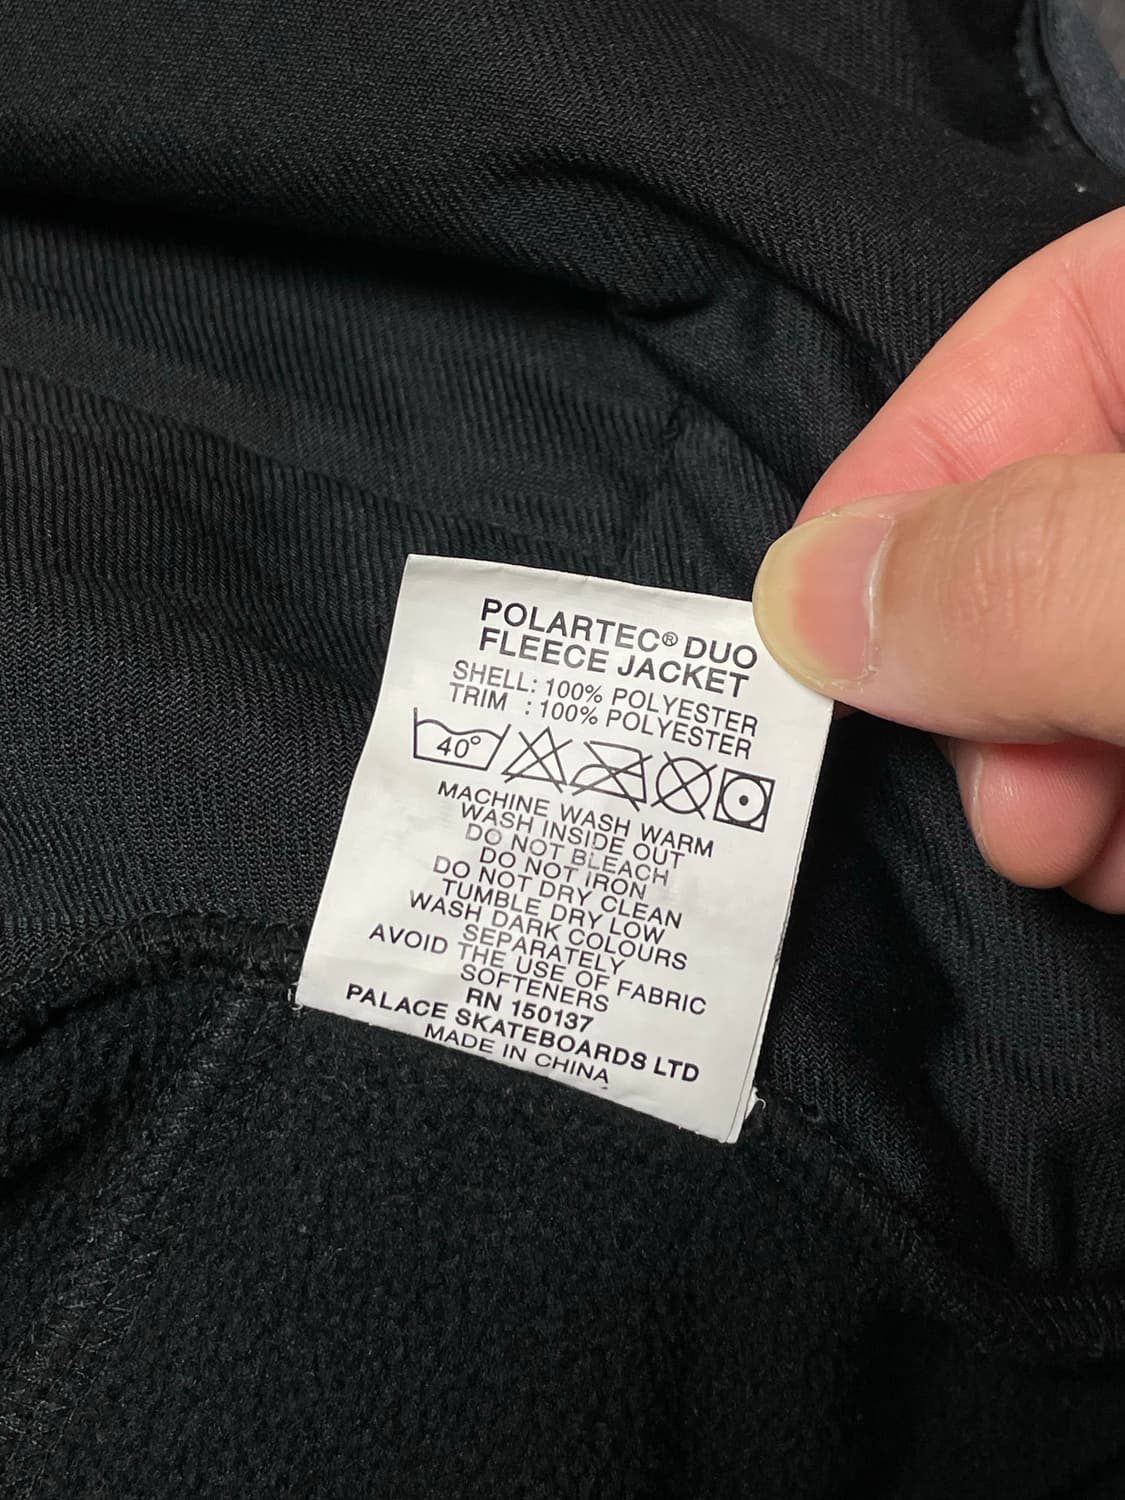 POLARTEC® DUO
FLEECE JACKET
SHELL: 100% POLYESTER
TRIM : 100% POLYESTER
40°
MACHINE WASH WARM
WASH INSIDE OUT
DO NOT BLEACH
DO NOT IRON
DO NOT DRY CLEAN
TUMBLE DRY LOW
WASH DARK COLOURS
SEPARATELY
AVOID THE USE OF FABRIC
SOFTENERS
RN 150137
PALACE SKATEBOARDS LTD
MADE IN CHINA